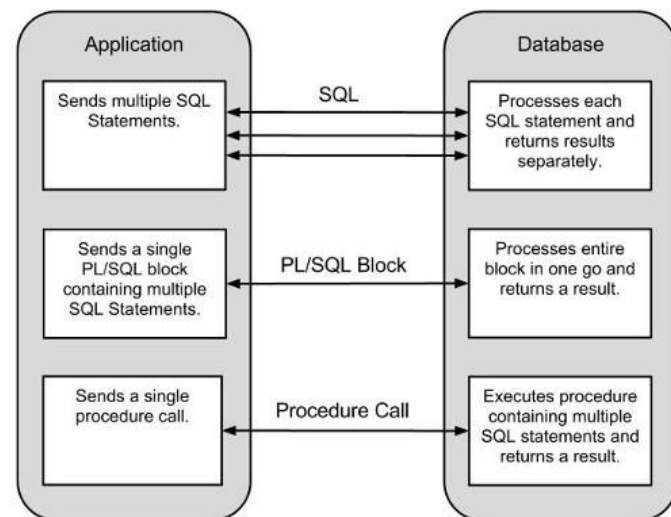 Application
Database
Sends multiple SQL
Statements.
SQL
Processes each
SQL statement and
returns results
separately.
Sends a single
PL/SQL block
containing multiple
SQL Statements.
PL/SQL Block
Processes entire
block in one go and
returns a result.
Sends a single
procedure call.
Procedure Call
Executes procedure
containing multiple
SQL statements and
returns a result.